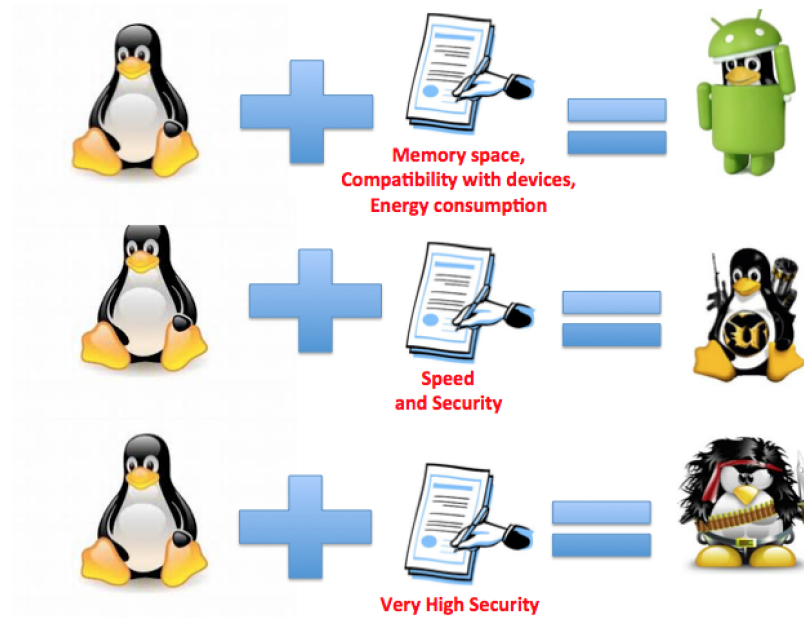 Memory space,
Compatibility with devices,
Energy consumption
Speed
and Security
Very High Security